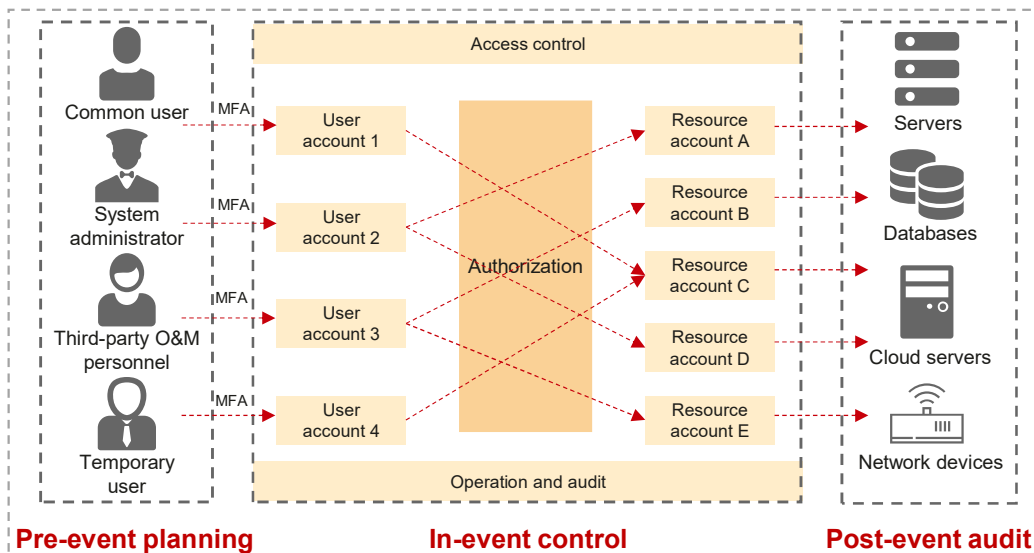 Access control
Common user
System
administrator
Third-party O&M
personnel
Temporary
user
MFA
MFA
MFA
MFA
User
account 1
User
account 2
User
account 3
User
account 4
Authorization
Resource
account A
Resource
account B
Resource
account C
Resource
account D
Resource
account E
Servers
Databases
Cloud servers
Network devices
Operation and audit
Pre-event planning
In-event control
Post-event audit